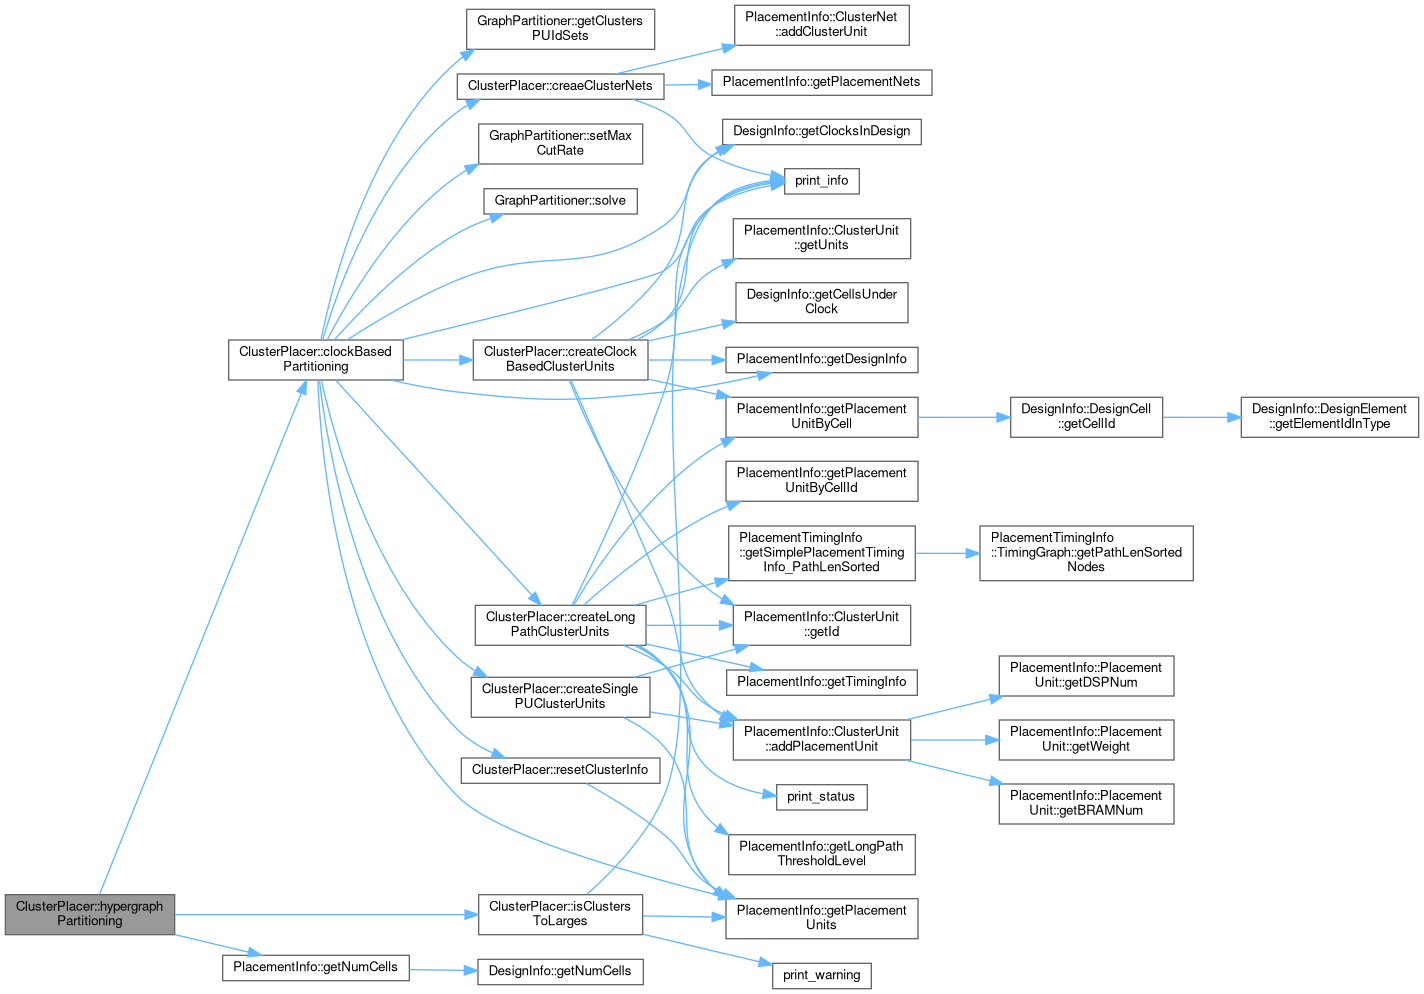 GraphPartitioner::getClusters
PUIdSets
PlacementInfo::ClusterNet
::addClusterUnit
ClusterPlacer::creaeClusterNets
PlacementInfo::getPlacementNets
GraphPartitioner::setMax
CutRate
DesignInfo::getClocksInDesign
print_info
GraphPartitioner::solve
PlacementInfo::ClusterUnit
::getUnits
DesignInfo::getCellsUnder
Clock
ClusterPlacer::clockBased
Partitioning
ClusterPlacer::createClock
BasedClusterUnits
PlacementInfo::getDesignInfo
PlacementInfo::getPlacement
UnitByCell
DesignInfo::DesignCell
::getCellId
DesignInfo::DesignElement
::getElementIdInType
PlacementInfo::getPlacement
UnitByCellId
PlacementTimingInfo
::getSimplePlacementTiming
Info_PathLenSorted
PlacementTimingInfo
::TimingGraph::getPathLenSorted
Nodes
ClusterPlacer::createLong
PathClusterUnits
PlacementInfo::ClusterUnit
::getId
PlacementInfo::getTimingInfo
ClusterPlacer::createSingle
PUClusterUnits
PlacementInfo::Placement
Unit::getDSPNum
PlacementInfo::ClusterUnit
::addPlacementUnit
PlacementInfo::Placement
Unit::getWeight
ClusterPlacer::resetClusterInfo
print_status
PlacementInfo::Placement
Unit::getBRAMNum
PlacementInfo::getLongPath
ThresholdLevel
ClusterPlacer::hypergraph
Partitioning
ClusterPlacer::isClusters
ToLarges
PlacementInfo::getPlacement
Units
PlacementInfo::getNumCells
DesignInfo::getNumCells
print_warning